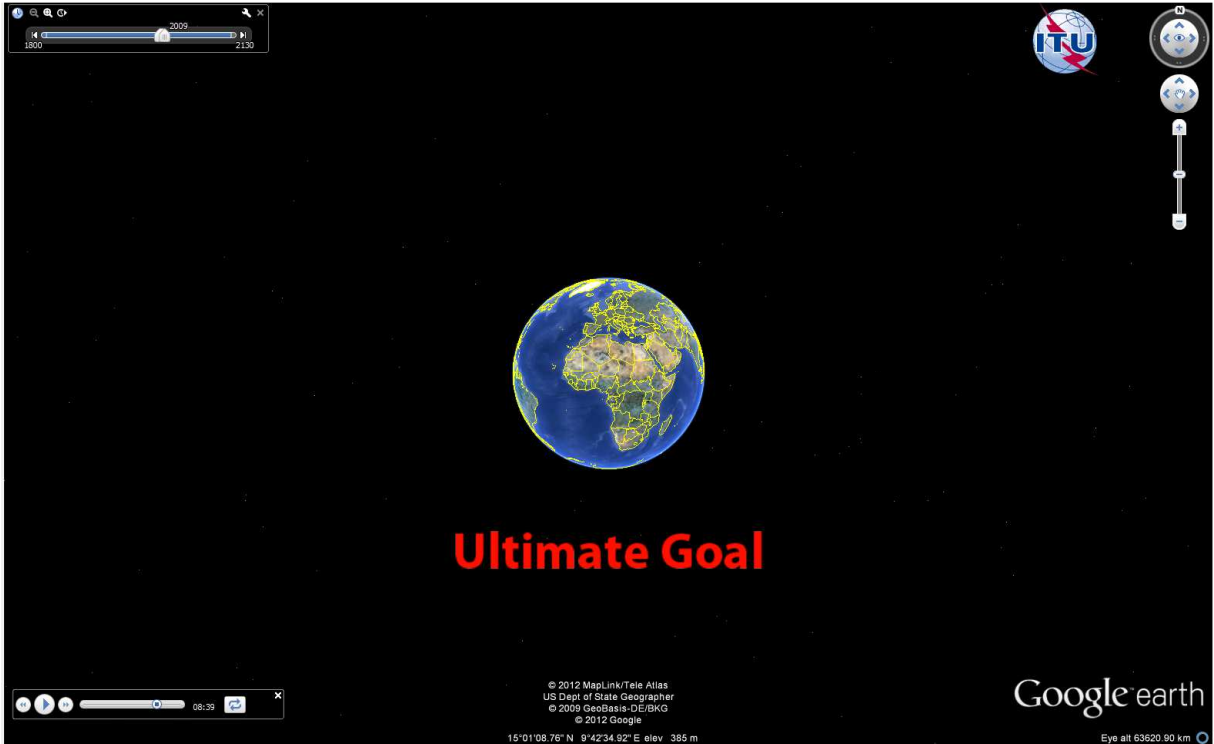 2009
1800
2130
ITU
N
Ultimate Goal
08:39
© 2012 MapLink/Tele Atlas
US Dept of State Geographer
© 2009 GeoBasis-DE/BKG
© 2012 Google
15°01'08.76" N 9°42'34.92" E elev 385 m
Google earth
Eye alt 63620.90 km